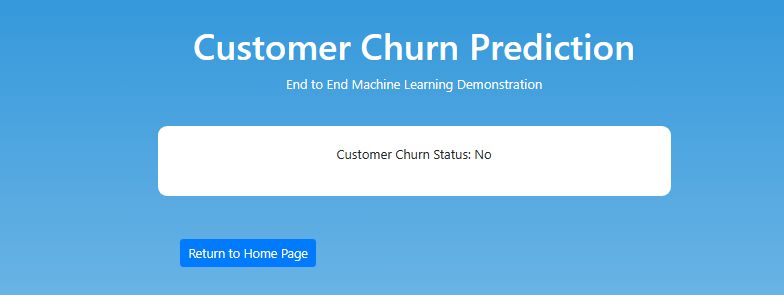 Customer Churn Prediction
End to End Machine Learning Demonstration
Customer Churn Status: No
Return to Home Page